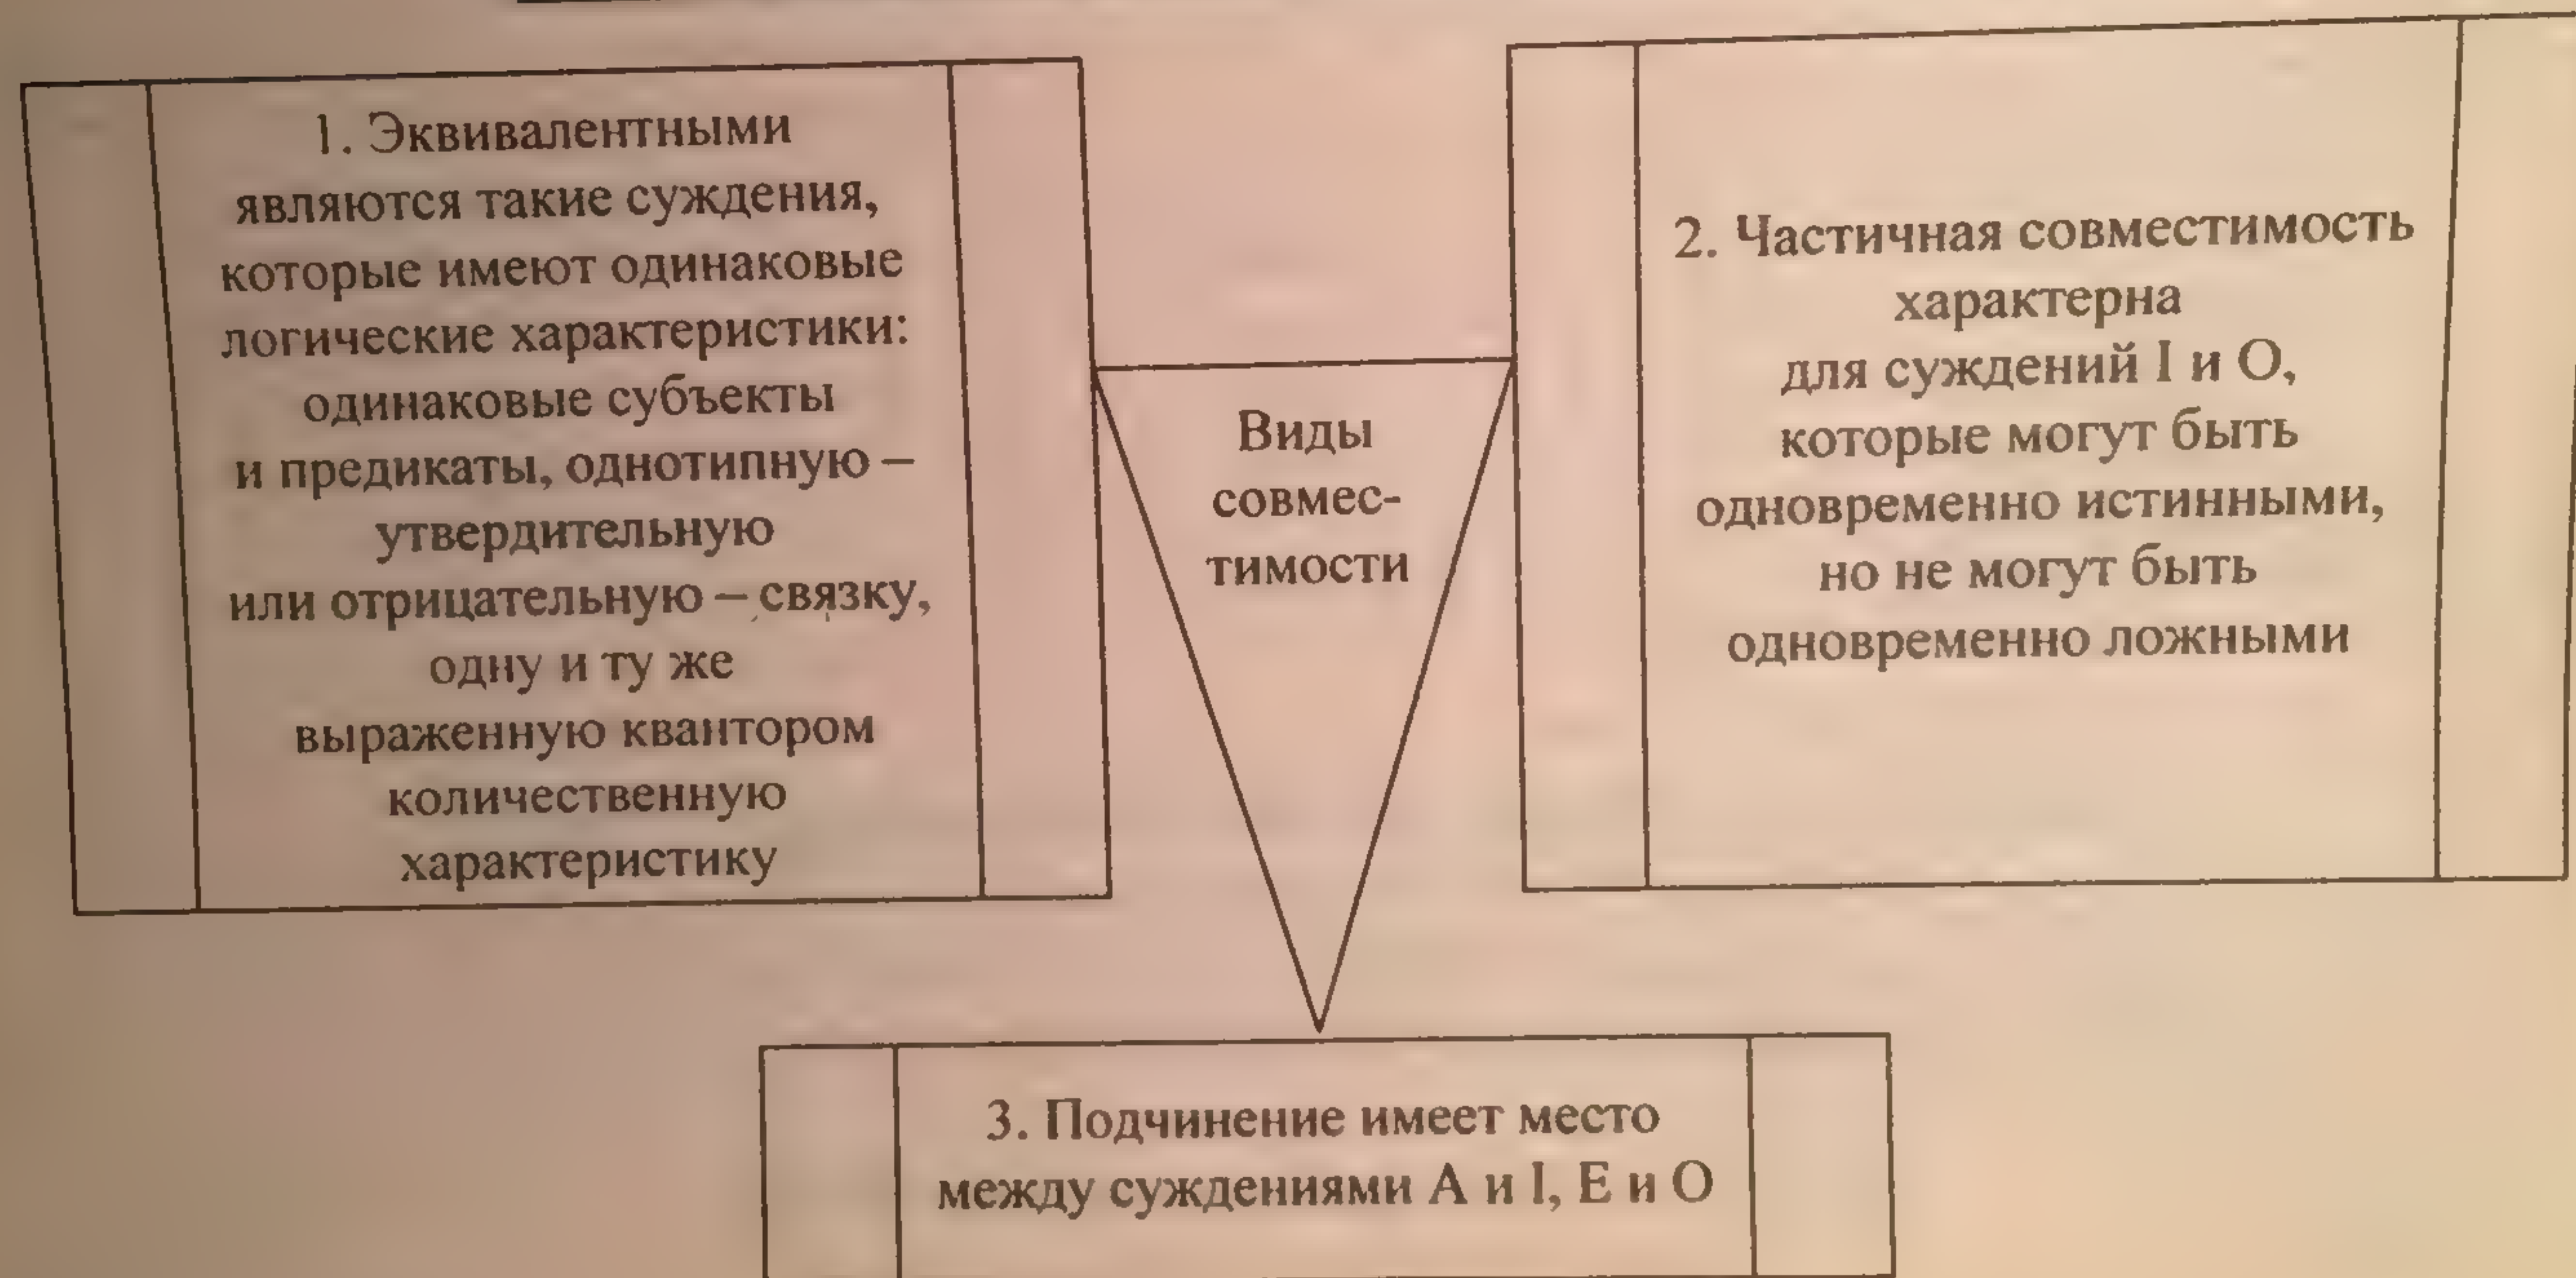 1. Эквивалентными
являются такие суждения,
которые имеют одинаковые
логические характеристики:
одинаковые субъекты
и предикаты, однотипную –
утвердительную
или отрицательную – связку,
одну и ту же
выраженную квантором
количественную
характеристику
Виды
совмес-
тимости
2. Частичная совместимость
характерна
для суждений I и O,
которые могут быть
одновременно истинными,
но не могут быть
одновременно ложными
3. Подчинение имеет место
между суждениями A и I, E и O